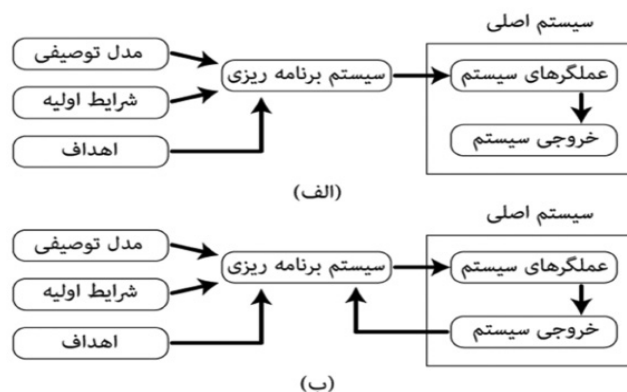 سیستم اصلی
مدل توصیفی
سیستم برنامه ریزی
عملگرهای سیستم
شرایط اولیه
خروجی سیستم
اهداف
(الف)
سیستم اصلی
مدل توصیفی
سیستم برنامه ریزی
عملگرهای سیستم
شرایط اولیه
خروجی سیستم
اهداف
(ب)